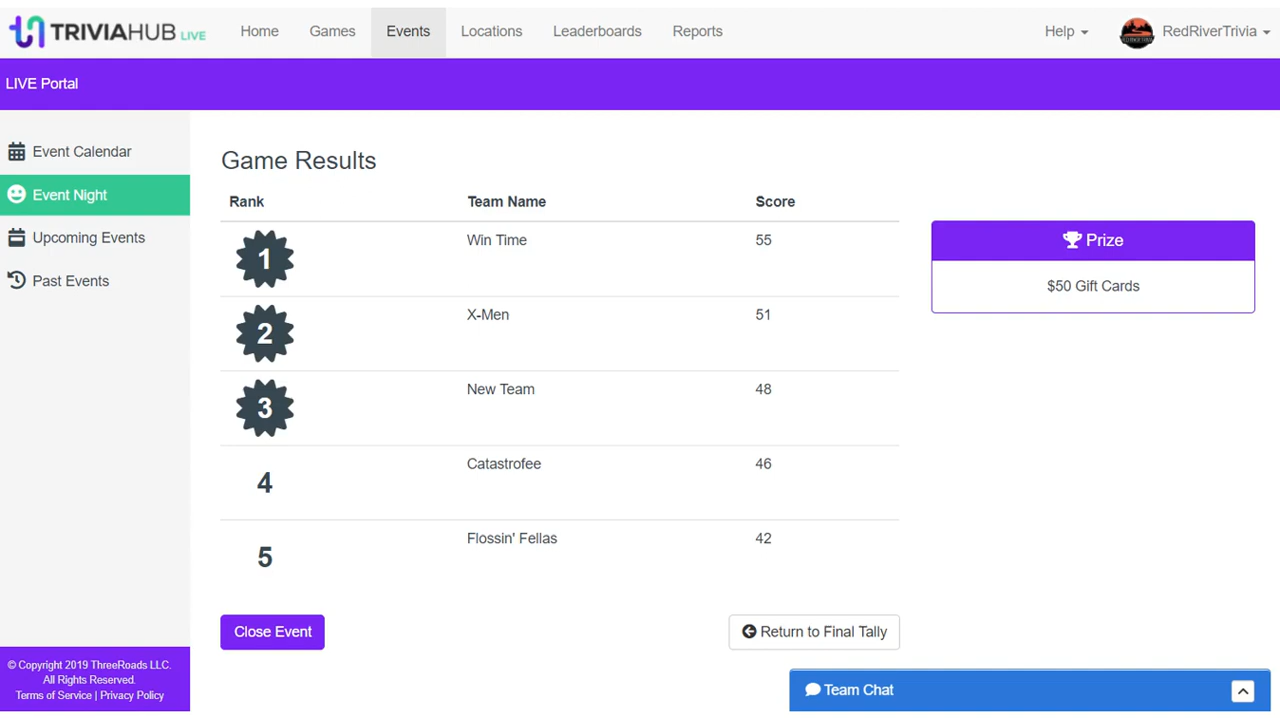 TRIVIAHUB LIVE
Home Games Events Locations Leaderboards Reports Help RedRiverTrivia
LIVE Portal
Event Calendar
Event Night
Upcoming Events
Past Events
Game Results
Rank Team Name Score
1 Win Time 55
2 X-Men 51
3 New Team 48
4 Catastrofee 46
5 Flossin' Fellas 42
Prize
$50 Gift Cards
Close Event
Return to Final Tally
© Copyright 2019 ThreeRoads LLC.
All Rights Reserved.
Terms of Service | Privacy Policy
Team Chat